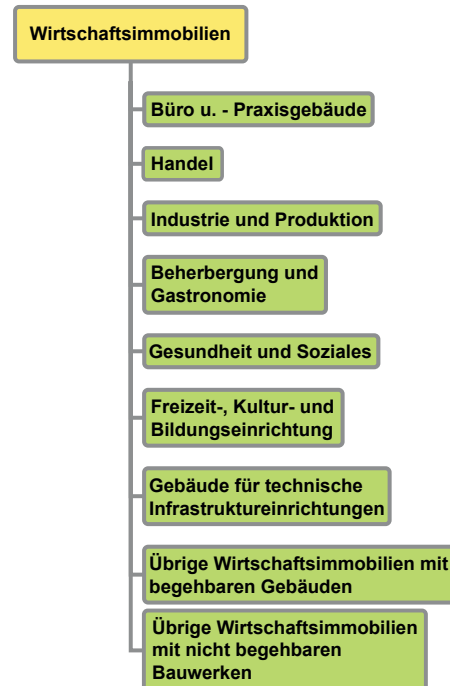 Wirtschaftsimmobilien
Büro u. - Praxisgebäude
Handel
Industrie und Produktion
Beherbergung und
Gastronomie
Gesundheit und Soziales
Freizeit-, Kultur- und
Bildungseinrichtung
Gebäude für technische
Infrastruktureinrichtungen
Übrige Wirtschaftsimmobilien mit
begehbaren Gebäuden
Übrige Wirtschaftsimmobilien
mit nicht begehbaren
Bauwerken